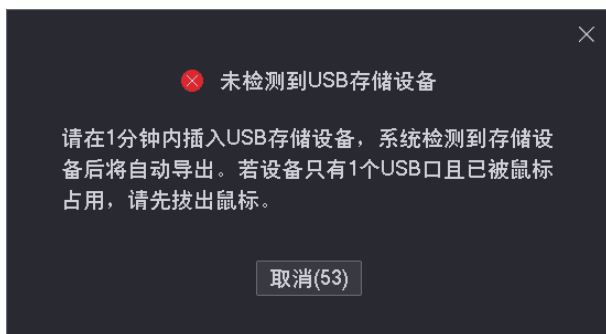 未检测到USB存储设备
请在1分钟内插入USB存储设备，系统检测到存储设
备后将自动导出。若设备只有1个USB口且已被鼠标
占用，请先拔出鼠标。
取消(53)